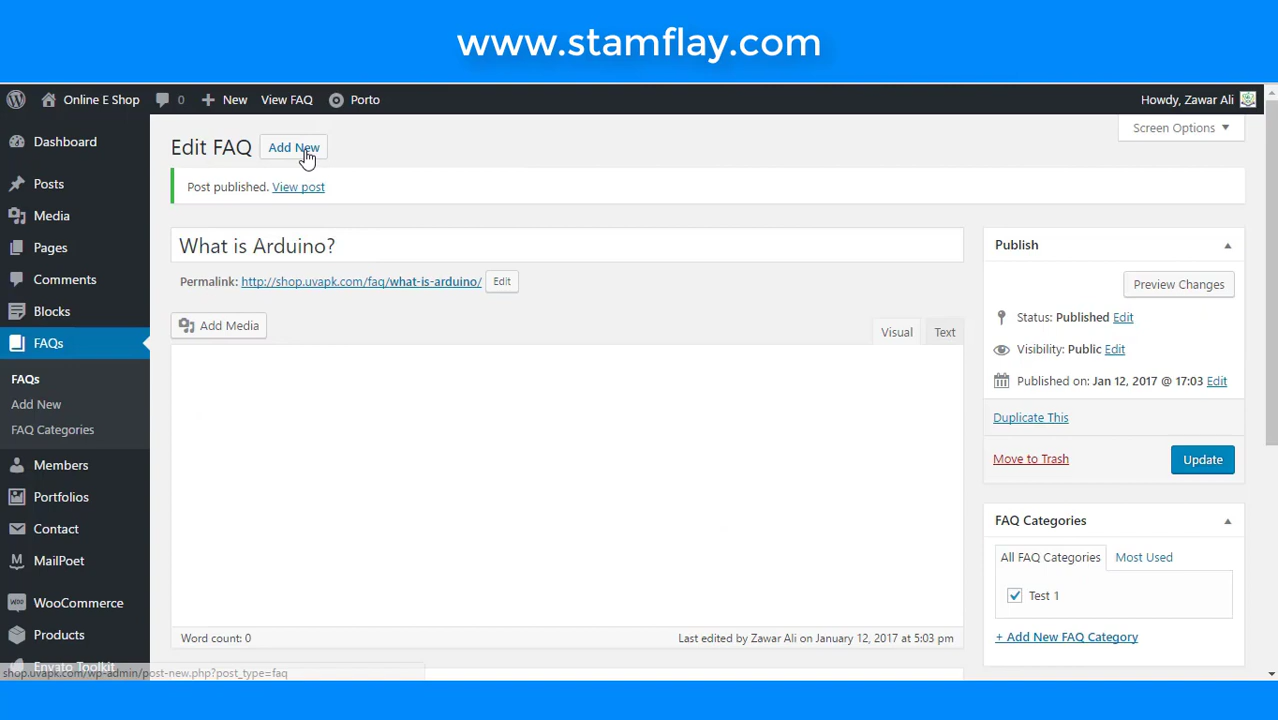 www.stamflay.com
Online E Shop 0 New View FAQ Porto Howdy, Zawar Ali
Screen Options
Dashboard
Posts
Media
Pages
Comments
Blocks
FAQs
FAQs
Add New
FAQ Categories
Members
Portfolios
Contact
MailPoet
WooCommerce
Products
Envato Toolkit
Edit FAQ Add New
Post published. View post
What is Arduino?
Permalink: http://shop.uvapk.com/faq/what-is-arduino/ Edit
Add Media
Visual Text
Word count: 0 Last edited by Zawar Ali on January 12, 2017 at 5:03 pm
Publish
Preview Changes
Status: Published Edit
Visibility: Public Edit
Published on: Jan 12, 2017 @ 17:03 Edit
Duplicate This
Move to Trash Update
FAQ Categories
All FAQ Categories Most Used
Test 1
+ Add New FAQ Category
shop.uvapk.com/wp-admin/post-new.php?post_type=faq